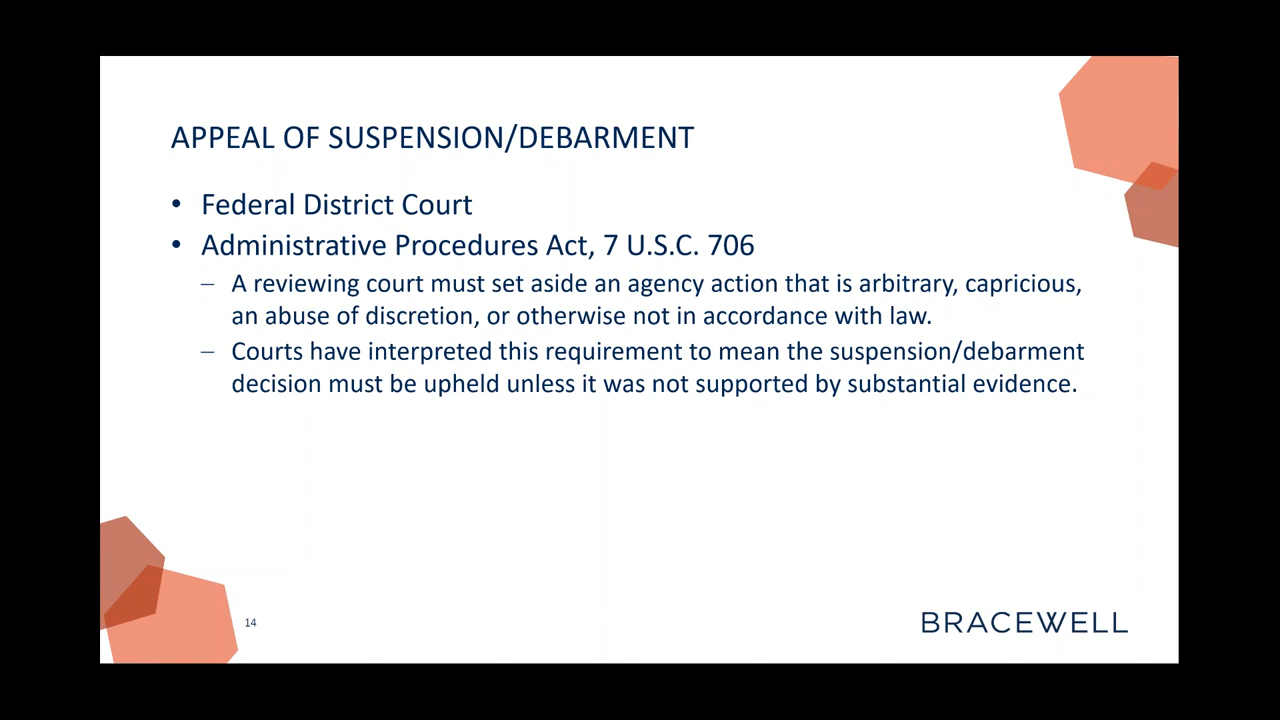 APPEAL OF SUSPENSION/DEBARMENT
• Federal District Court
• Administrative Procedures Act, 7 U.S.C. 706
– A reviewing court must set aside an agency action that is arbitrary, capricious,
an abuse of discretion, or otherwise not in accordance with law.
– Courts have interpreted this requirement to mean the suspension/debarment
decision must be upheld unless it was not supported by substantial evidence.
14
BRACEWELL